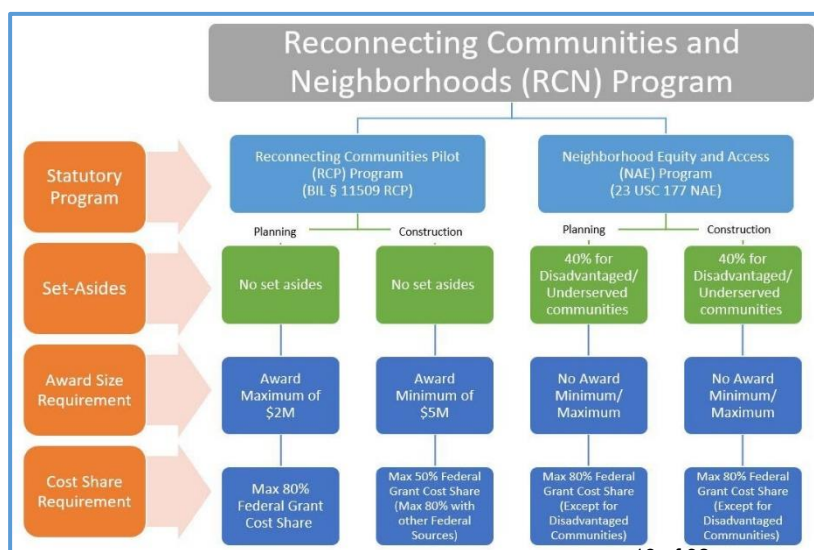 Reconnecting Communities and
Neighborhoods (RCN) Program
Statutory
Program
Reconnecting Communities Pilot
(RCP) Program
(BIL § 11509 RCP)
Neighborhood Equity and Access
(NAE) Program
(23 USC 177 NAE)
Planning
Construction
Planning
Construction
Set-Asides
No set asides
No set asides
40% for
Disadvantaged/
Underserved
communities
40% for
Disadvantaged/
Underserved
communities
Award Size
Requirement
Award
Maximum of
$2M
Award
Minimum of
$5M
No Award
Minimum/
Maximum
No Award
Minimum/
Maximum
Cost Share
Requirement
Max 80%
Federal Grant
Cost Share
Max 50% Federal
Grant Cost Share
(Max 80% with
other Federal
Sources)
Max 80% Federal
Grant Cost Share
(Except for
Disadvantaged
Communities)
Max 80% Federal
Grant Cost Share
(Except for
Disadvantaged
Communities)